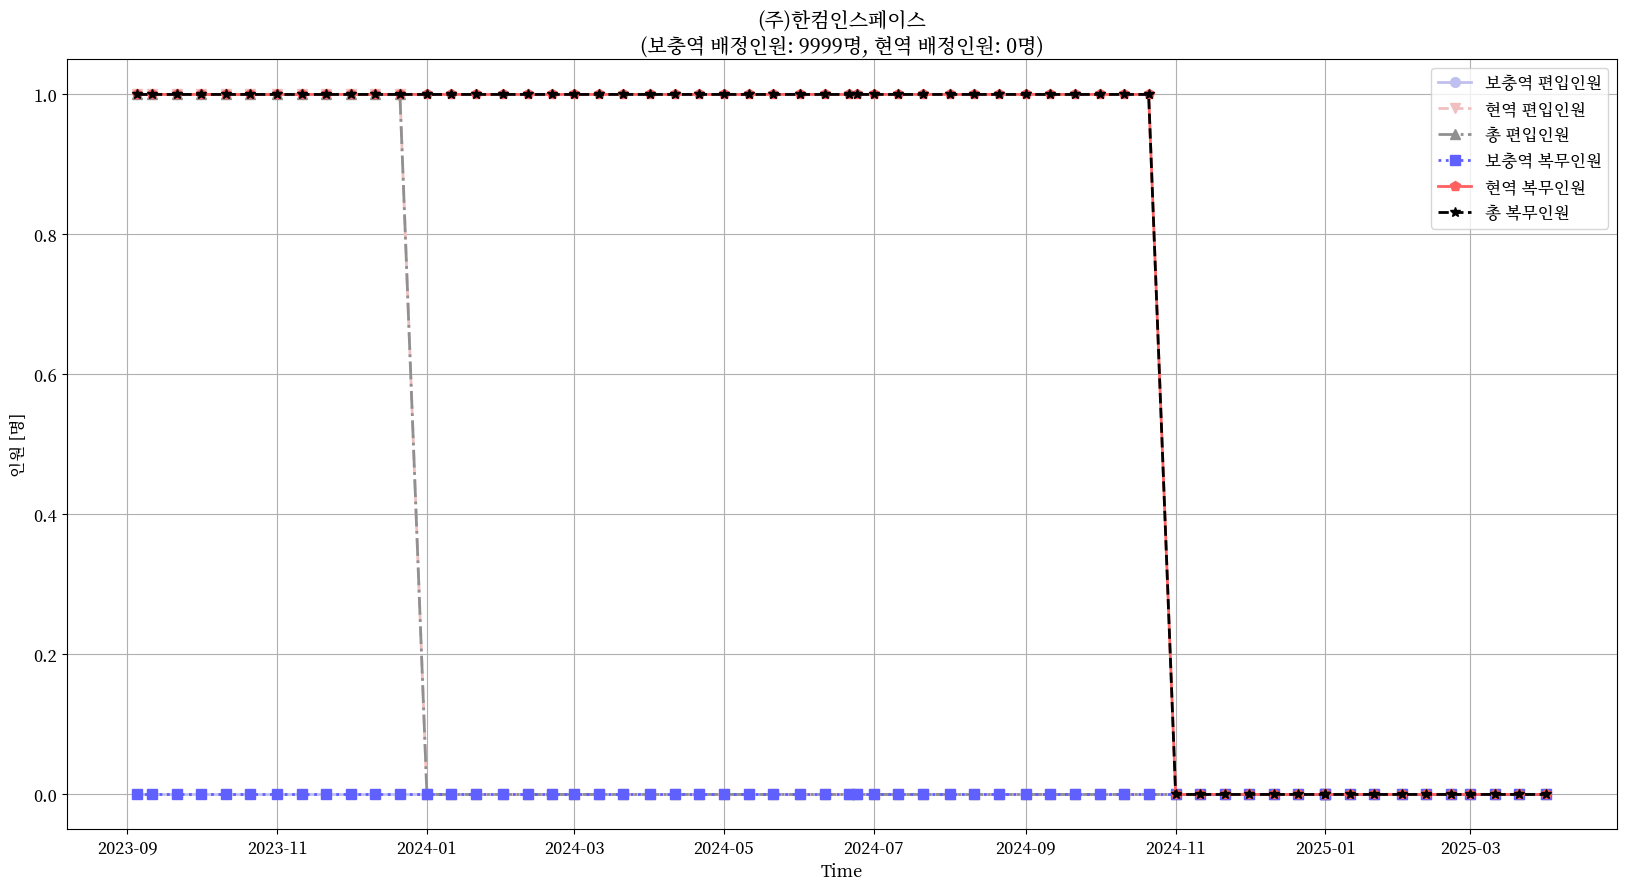 (주)한컴인스페이스
(보충역 배정인원: 9999명, 현역 배정인원: 0명)
보충역 편입인원
현역 편입인원
총 편입인원
보충역 복무인원
현역 복무인원
총 복무인원
인원 [명]
1.0
0.8
0.6
0.4
0.2
0.0
2023-09 2023-11 2024-01 2024-03 2024-05 2024-07 2024-09 2024-11 2025-01 2025-03
Time